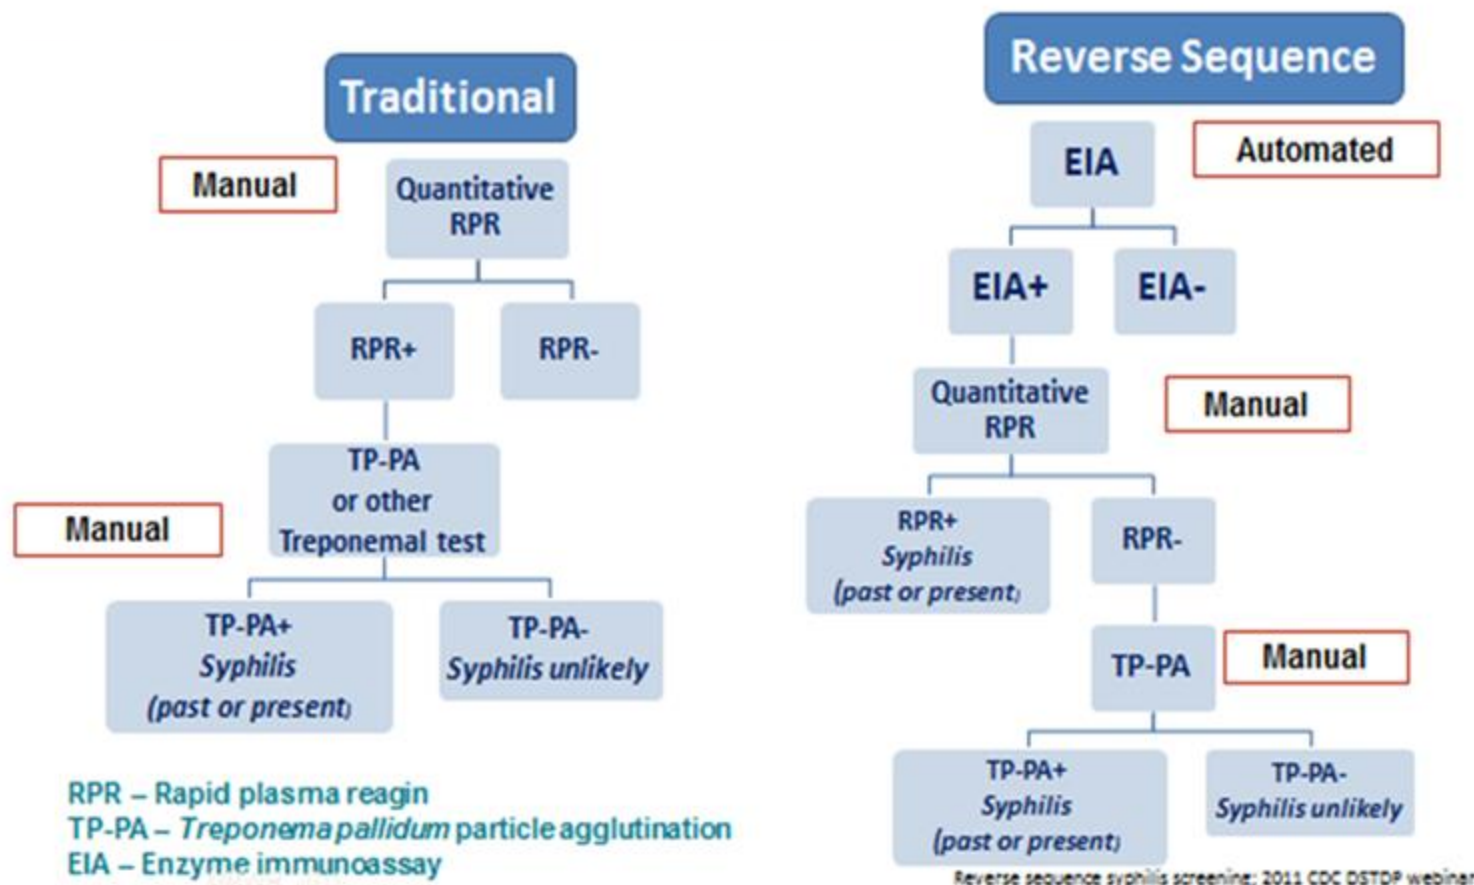 Traditional
Manual
Quantitative
RPR
RPR+
RPR-
TP-PA
or other
Treponemal test
Manual
TP-PA+
Syphilis
(past or present)
TP-PA-
Syphilis unlikely
RPR – Rapid plasma reagin
TP-PA – Treponema pallidum particle agglutination
EIA – Enzyme immunoassay
Reverse Sequence
EIA
Automated
EIA+
EIA-
Quantitative
RPR
Manual
RPR+
Syphilis
(past or present)
RPR-
TP-PA
Manual
TP-PA+
Syphilis
(past or present)
TP-PA-
Syphilis unlikely
Reverse sequence syphilis screening; 2011 CDC DSTDP webinar